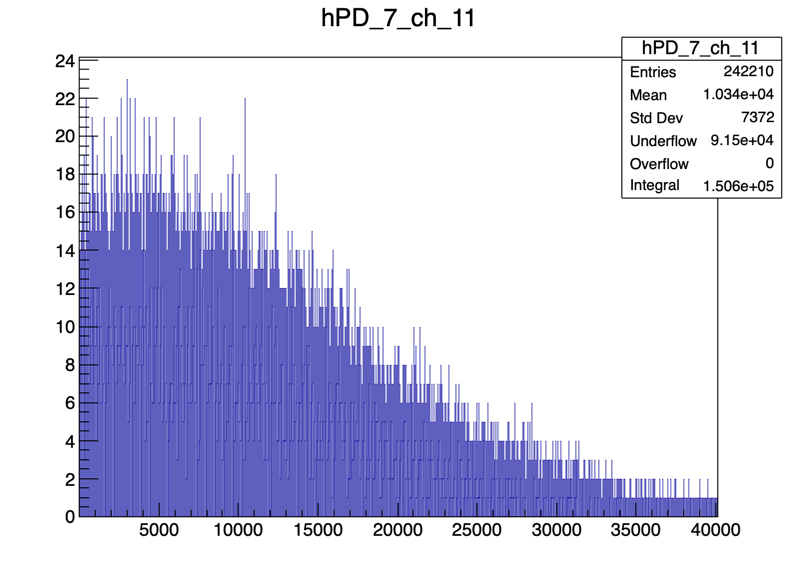 hPD_7_ch_11
hPD_7_ch_11
Entries 242210
Mean 1.034e+04
Std Dev 7372
Underflow 9.15e+04
Overflow 0
Integral 1.506e+05
24
22
20
18
16
14
12
10
8
6
4
2
0
5000 10000 15000 20000 25000 30000 35000 40000